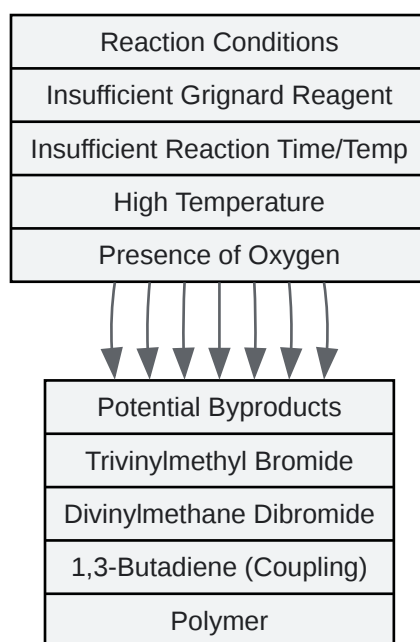 Reaction Conditions
Insufficient Grignard Reagent
Insufficient Reaction Time/Temp
High Temperature
Presence of Oxygen
Potential Byproducts
Trivinylmethyl Bromide
Divinylmethane Dibromide
1,3-Butadiene (Coupling)
Polymer